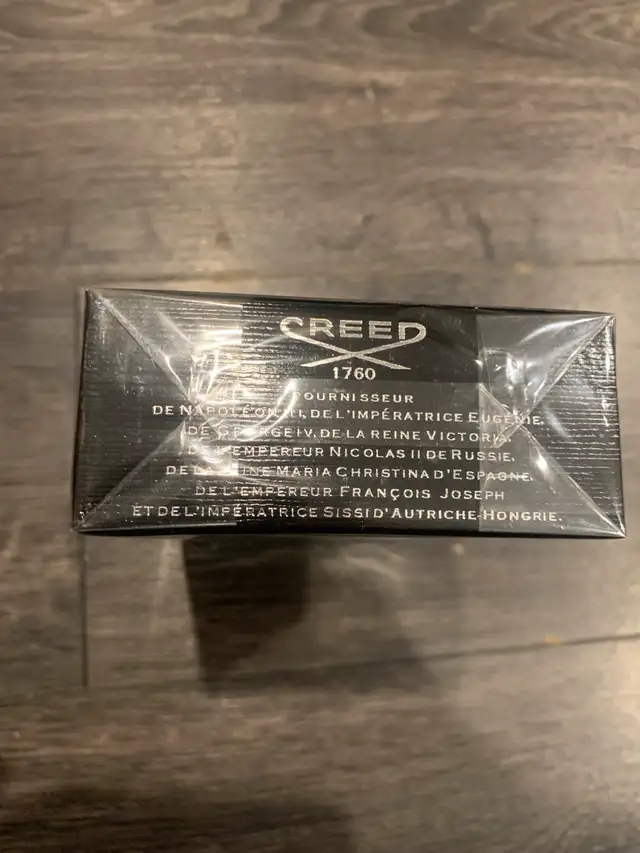 CREED
1760
FOURNISSEUR
DE NAPOLÉON III, DE L'IMPÉRATRICE EUGÉNIE,
DE GEORGE IV, DE LA REINE VICTORIA,
DE L'EMPEREUR NICOLAS II DE RUSSIE,
DE LA REINE MARIA CHRISTINA D'ESPAGNE,
DE L'EMPEREUR FRANÇOIS JOSEPH
ET DE L'IMPÉRATRICE SISSI D'AUTRICHE-HONGRIE.